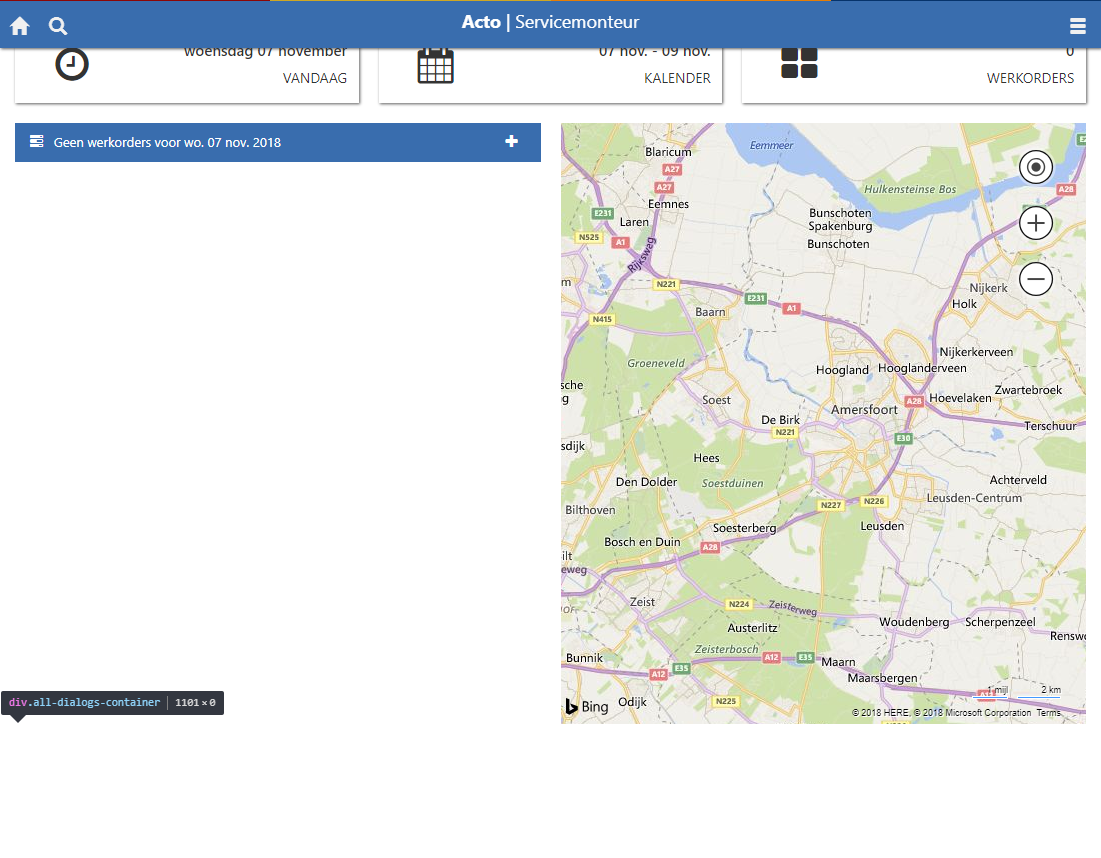 Acto | Servicemonteur
woensdag 07 november
VANDAAG
07 nov. - 09 nov.
KALENDER
0
WERKORDERS
Geen werkorders voor wo. 07 nov. 2018
Blaricum
Eemmeer
A27
A27
Hulkensteinse Bos
A28
Eemnes
E231
Laren
Bunschoten
Spakenburg
Bunschoten
N525
A1
Rijksweg
N221
Nijkerk
E231
A1
Holk
Baarn
N415
Nijkerkerveen
Groeneveld
Hoogland
Hooglanderveen
sche
g
Zwartebroek
Soest
A28
Hoevelaken
Amersfoort
De Birk
Terschuur
N221
E30
sdijk
Hees
Achterveld
Den Dolder
Soestduinen
Leusden-Centrum
N227
N226
Bilthoven
Soesterberg
Leusden
Bosch en Duin
A28
ilt
eweg
Zeist
N224
Zeisterweg
Austerlitz
Woudenberg
Scherpenzeel
Zeisterbosch
Bunnik
A12
E35
Maarn
A12
E35
Maarsbergen
div.all-dialogs-container | 1101 × 0
N225
Odijk
Bing
1 mijl
2 km
© 2018 HERE, © 2018 Microsoft Corporation Terms